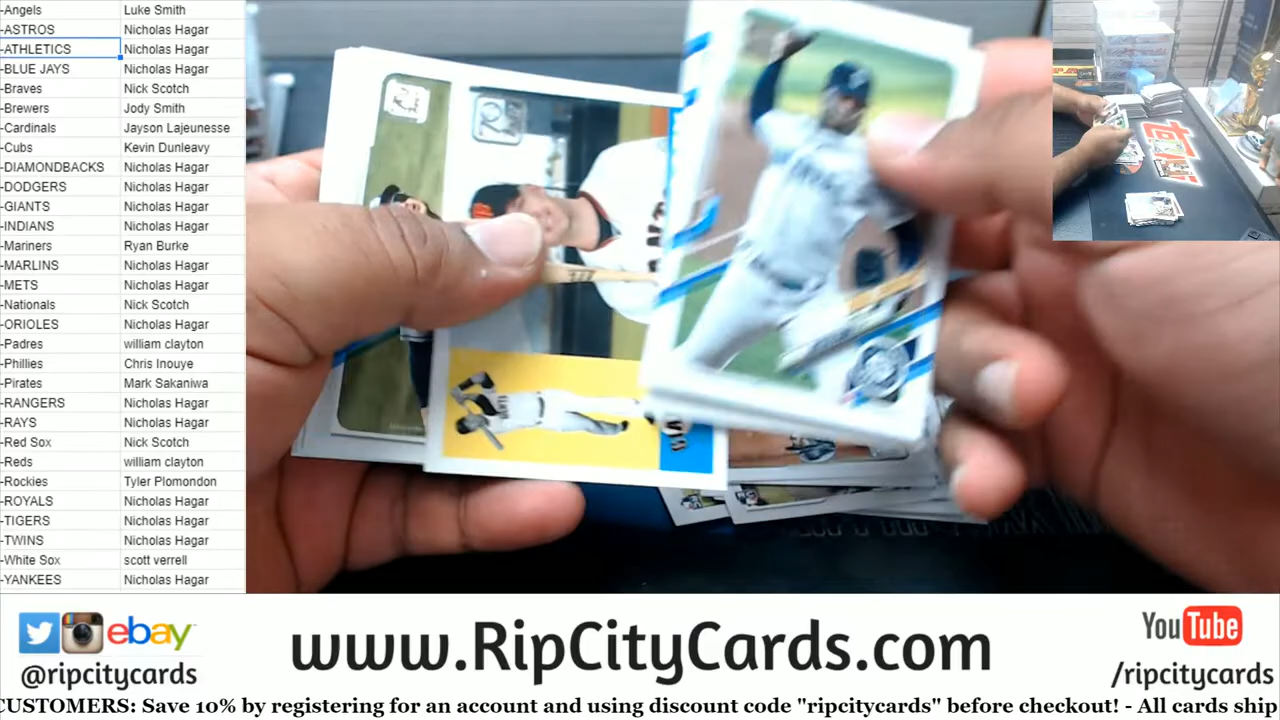 -Angels Luke Smith
-ASTROS Nicholas Hagar
-ATHLETICS Nicholas Hagar
-BLUE JAYS Nicholas Hagar
-Braves Nick Scotch
-Brewers Jody Smith
-Cardinals Jayson Lajeunesse
-Cubs Kevin Dunleavy
-DIAMONDBACKS Nicholas Hagar
-DODGERS Nicholas Hagar
-GIANTS Nicholas Hagar
-INDIANS Nicholas Hagar
-Mariners Ryan Burke
-MARLINS Nicholas Hagar
-METS Nicholas Hagar
-Nationals Nick Scotch
-ORIOLES Nicholas Hagar
-Padres william clayton
-Phillies Chris Inouye
-Pirates Mark Sakaniwa
-RANGERS Nicholas Hagar
-RAYS Nicholas Hagar
-Red Sox Nick Scotch
-Reds william clayton
-Rockies Tyler Plomondon
-ROYALS Nicholas Hagar
-TIGERS Nicholas Hagar
-TWINS Nicholas Hagar
-White Sox scott verrell
-YANKEES Nicholas Hagar
ebay
@ripcitycards
www.RipCityCards.com
YouTube
/ripcitycards
CUSTOMERS: Save 10% by registering for an account and using discount code "ripcitycards" before checkout! - All cards ship